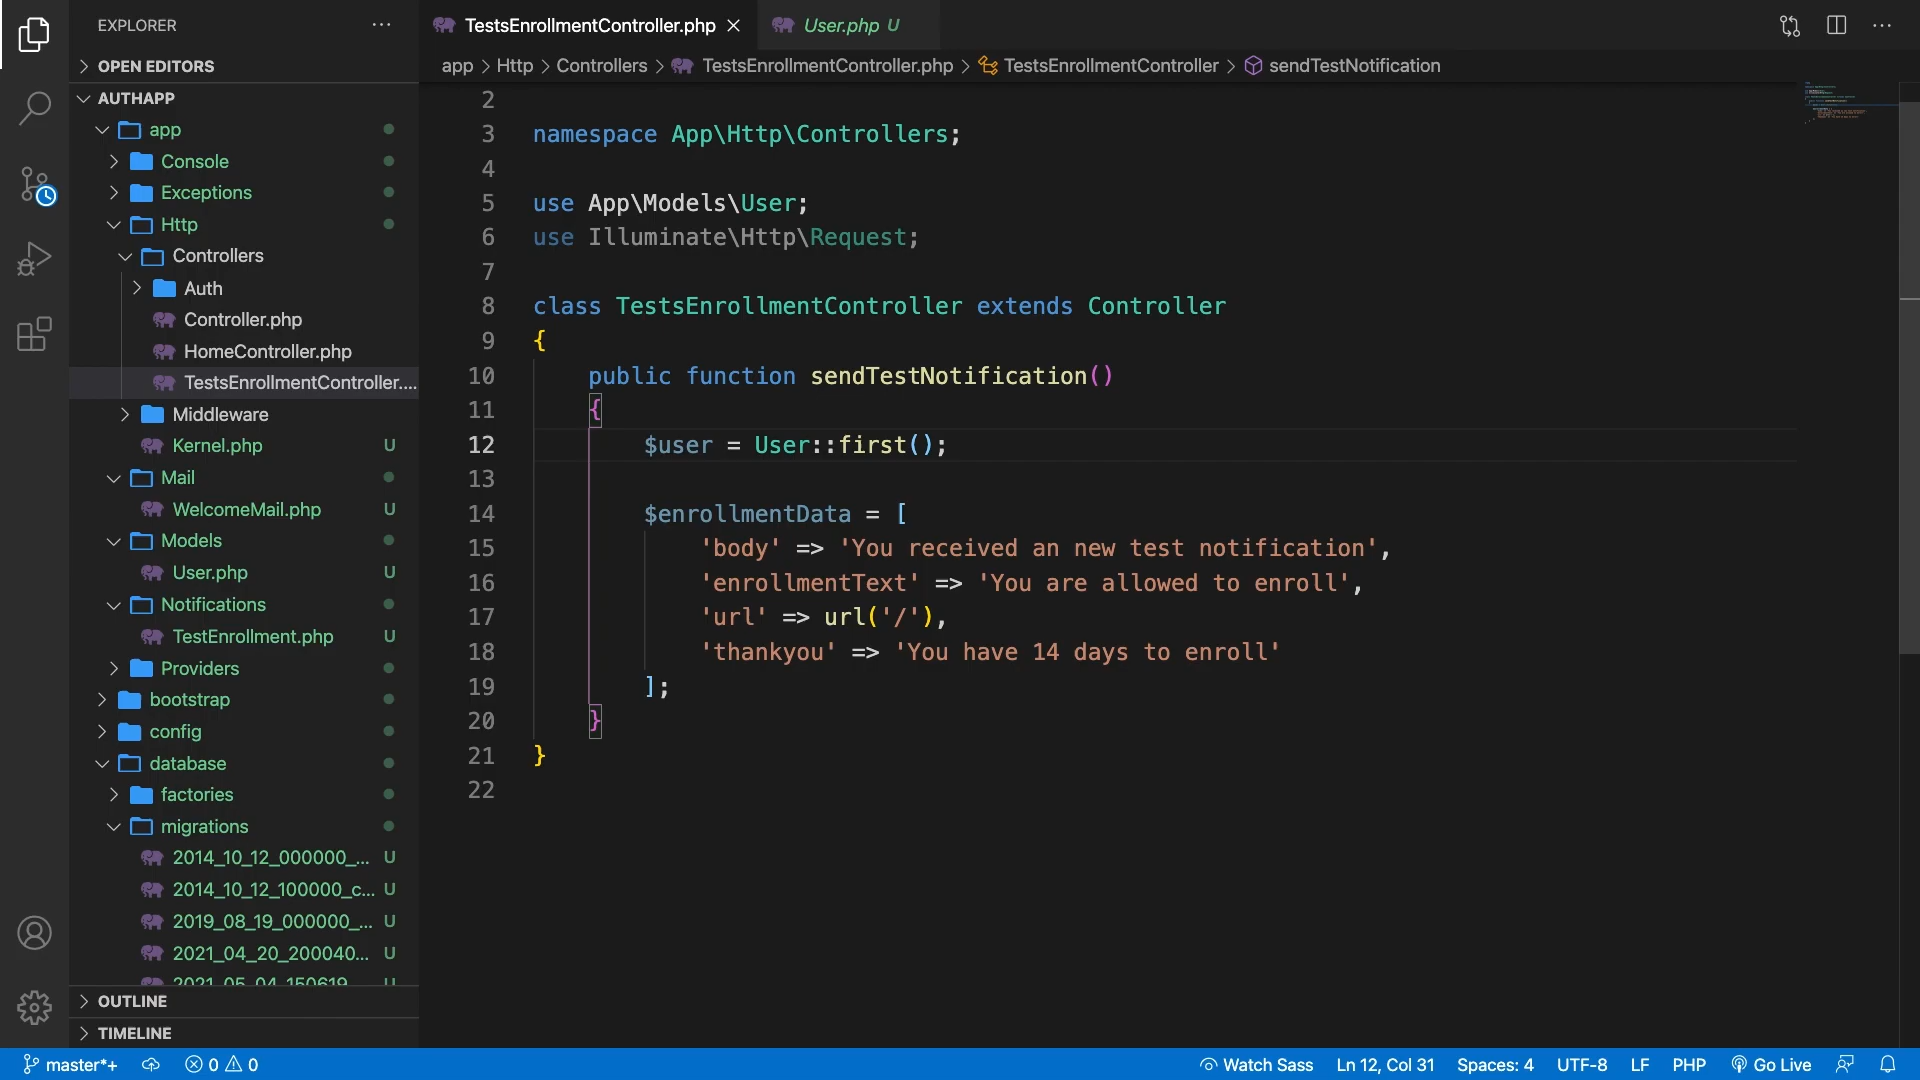 EXPLORER
OPEN EDITORS
AUTHAPP
app
Console
Exceptions
Http
Controllers
Auth
Controller.php
HomeController.php
TestsEnrollmentController....
Middleware
Kernel.php U
Mail
WelcomeMail.php U
Models
User.php U
Notifications
TestEnrollment.php U
Providers
bootstrap
config
database
factories
migrations
2014_10_12_000000_... U
2014_10_12_100000_c... U
2019_08_19_000000_... U
2021_04_20_200040... U
2021_05_04_150619 U
OUTLINE
TIMELINE
TestsEnrollmentController.php
User.php U
app > Http > Controllers > TestsEnrollmentController.php > TestsEnrollmentController > sendTestNotification
2
3 namespace App\Http\Controllers;
4
5 use App\Models\User;
6 use Illuminate\Http\Request;
7
8 class TestsEnrollmentController extends Controller
9 {
10 public function sendTestNotification()
11 {
12 $user = User::first();
13
14 $enrollmentData = [
15 'body' => 'You received an new test notification',
16 'enrollmentText' => 'You are allowed to enroll',
17 'url' => url('/'),
18 'thankyou' => 'You have 14 days to enroll'
19 ];
20 }
21 }
22
master*+ 0 0 Watch Sass Ln 12, Col 31 Spaces: 4 UTF-8 LF PHP Go Live